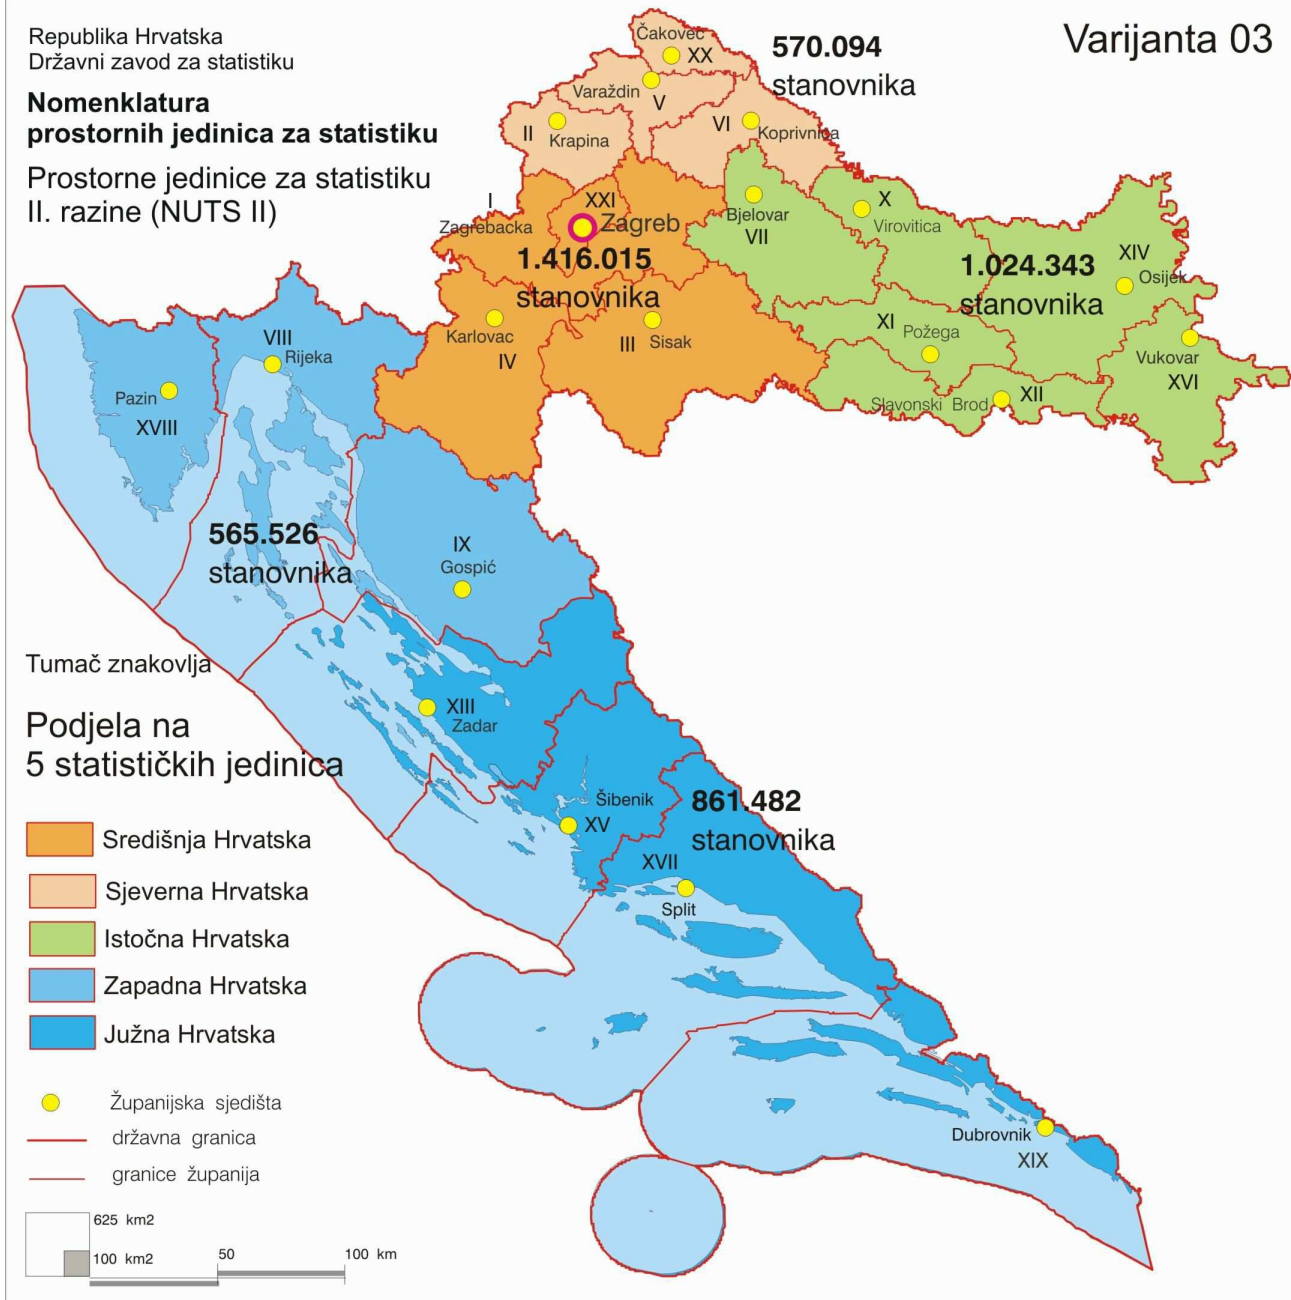 Republika Hrvatska
Državni zavod za statistiku
Nomenklatura
prostornih jedinica za statistiku
Prostorne jedinice za statistiku
II. razine (NUTS II)
Varijanta 03
570.094
stanovnika
Čakovec
XX
Varaždin
V
II
Krapina
VI
Koprivnica
I
Zagrebacka
XXI
Zagreb
1.416.015
stanovnika
Bjelovar
VII
X
Virovitica
XIV
Osijek
1.024.343
stanovnika
Karlovac
IV
III
Sisak
XI
Požega
Vukovar
XVI
Slavonski Brod
XII
VIII
Rijeka
Pazin
XVIII
565.526
stanovnika
IX
Gospić
XIII
Zadar
Šibenik
XV
861.482
stanovnika
XVII
Split
Dubrovnik
XIX
Tumač znakovlja
Podjela na
5 statističkih jedinica
Središnja Hrvatska
Sjeverna Hrvatska
Istočna Hrvatska
Zapadna Hrvatska
Južna Hrvatska
Županijska sjedišta
državna granica
granice županija
625 km2
100 km2
50
100 km